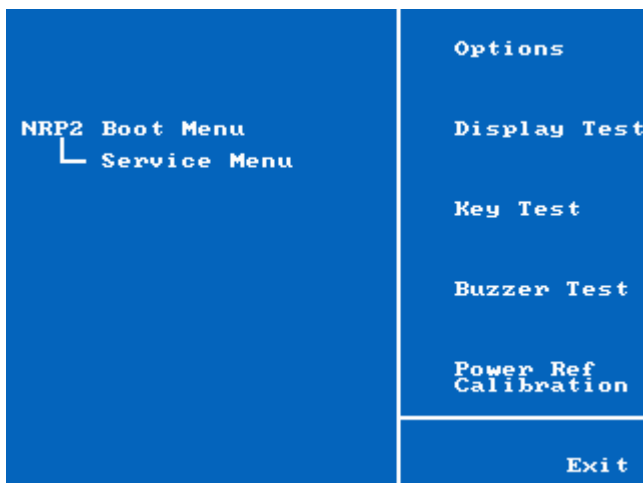 NRP2 Boot Menu
Service Menu
Options
Display Test
Key Test
Buzzer Test
Power Ref
Calibration
Exit